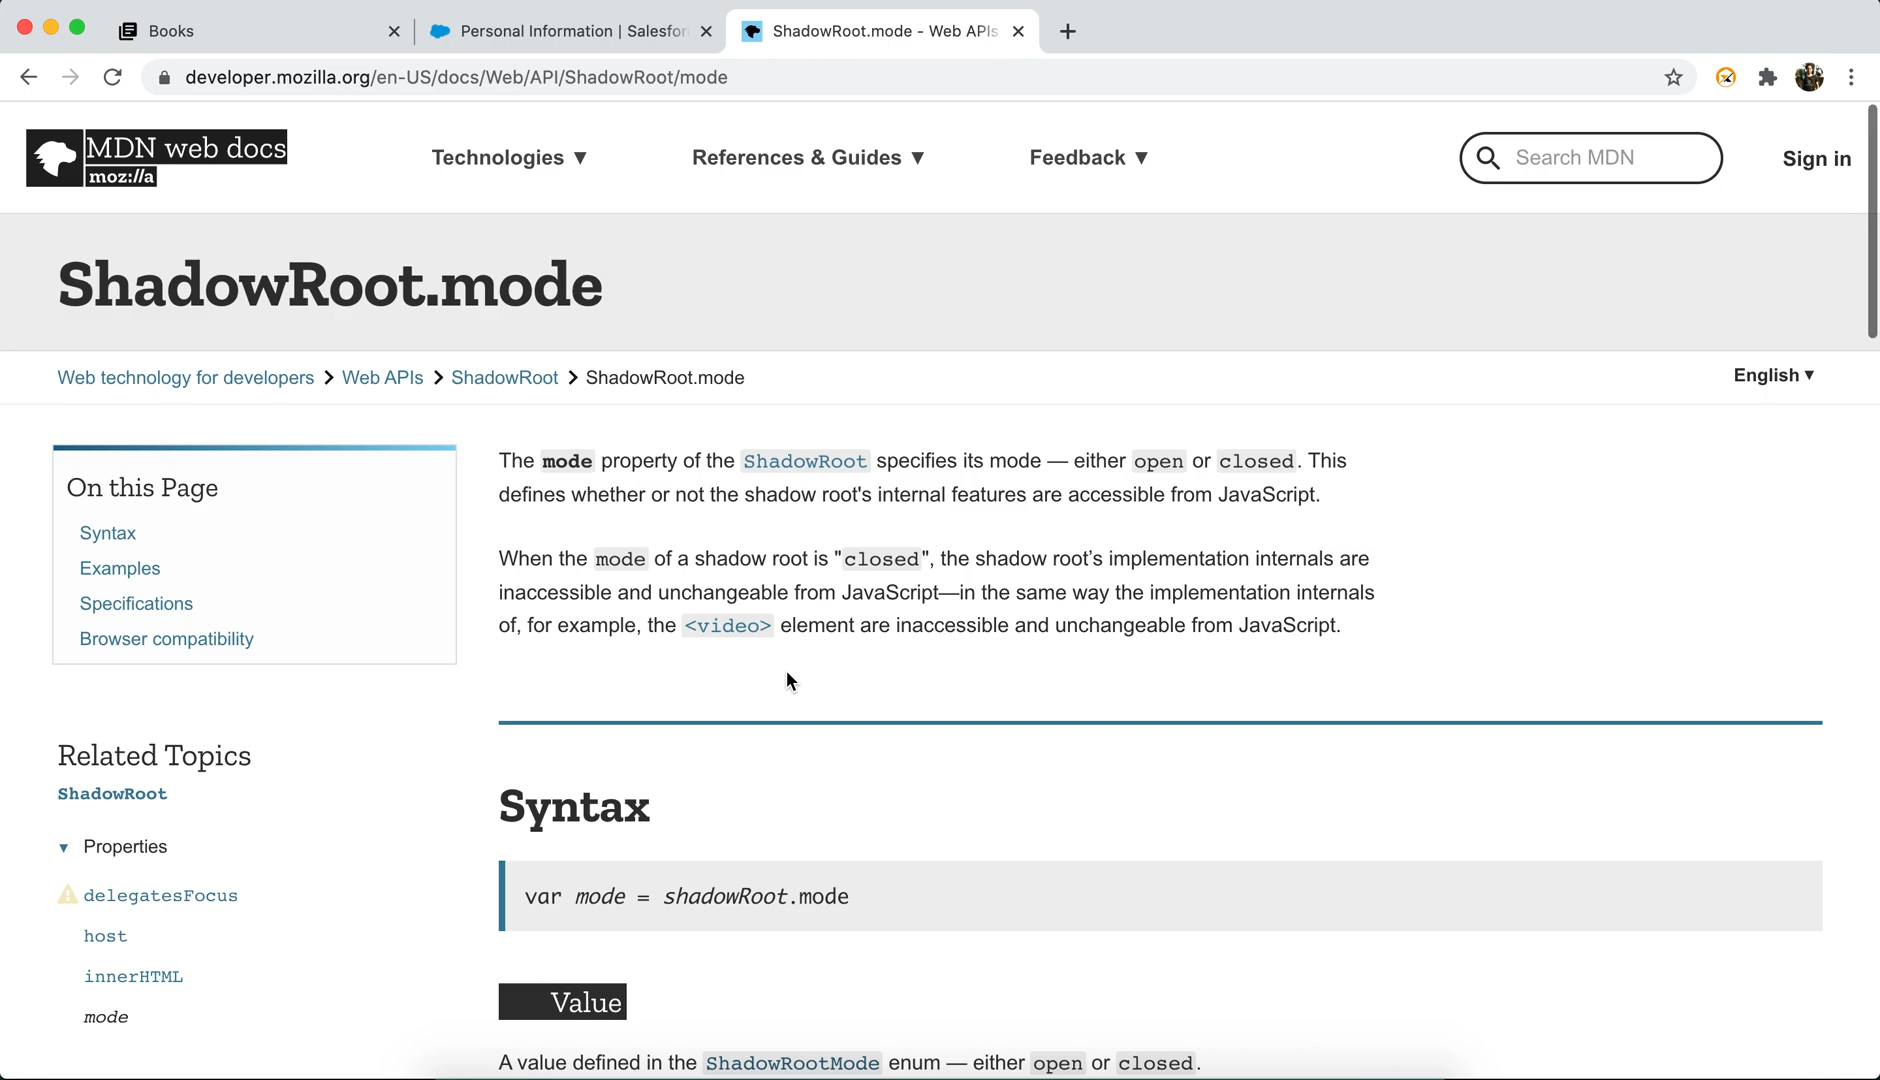 Books
Personal Information | Salesfor
ShadowRoot.mode - Web APIs
developer.mozilla.org/en-US/docs/Web/API/ShadowRoot/mode
MDN web docs
moz://a
Technologies ▼
References & Guides ▼
Feedback ▼
Search MDN
Sign in
ShadowRoot.mode
Web technology for developers > Web APIs > ShadowRoot > ShadowRoot.mode
English ▼
On this Page
Syntax
Examples
Specifications
Browser compatibility
Related Topics
ShadowRoot
▼ Properties
delegatesFocus
host
innerHTML
mode
The mode property of the ShadowRoot specifies its mode — either open or closed. This
defines whether or not the shadow root's internal features are accessible from JavaScript.
When the mode of a shadow root is "closed", the shadow root’s implementation internals are
inaccessible and unchangeable from JavaScript—in the same way the implementation internals
of, for example, the <video> element are inaccessible and unchangeable from JavaScript.
Syntax
var mode = shadowRoot.mode
Value
A value defined in the ShadowRootMode enum — either open or closed.